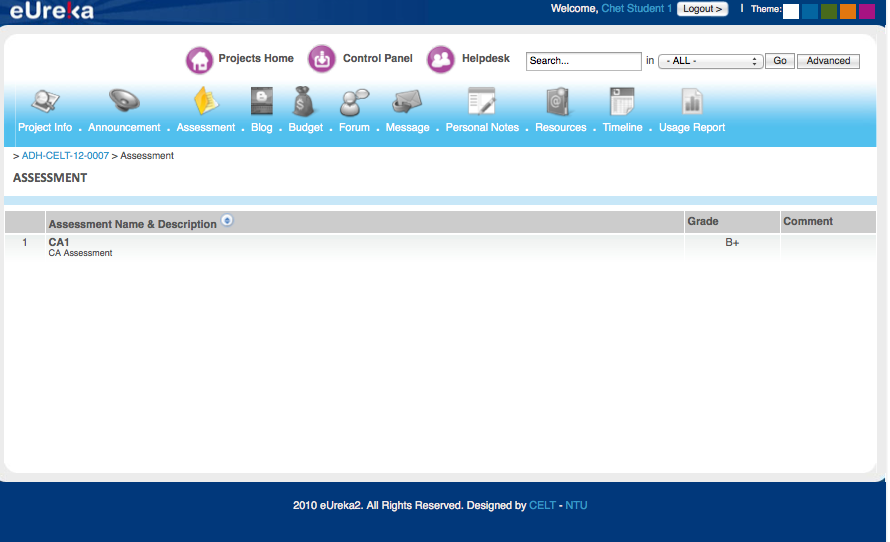 eUreka
Welcome, Chet Student 1 Logout > | Theme:
Projects Home Control Panel Helpdesk Search... in - ALL - Go Advanced
Project Info . Announcement . Assessment . Blog . Budget . Forum . Message . Personal Notes . Resources . Timeline . Usage Report
> ADH-CELT-12-0007 > Assessment
ASSESSMENT
Assessment Name & Description Grade Comment
1 CA1 B+
CA Assessment
2010 eUreka2. All Rights Reserved. Designed by CELT - NTU